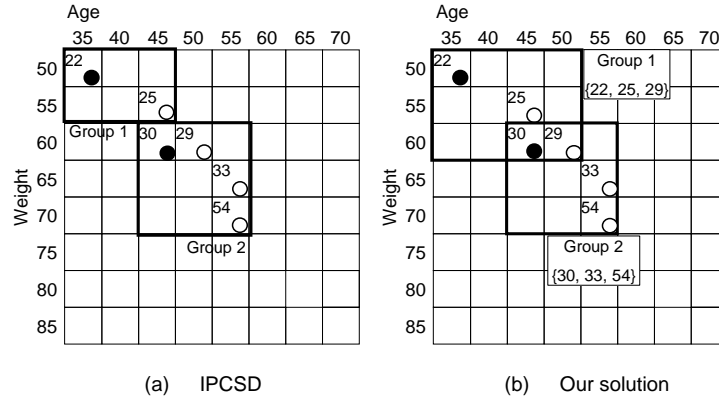 Age
35 40 45 50 55 60 65 70
Weight
50
55
60
65
70
75
80
85
22
25
Group 1
30 29
33
54
Group 2
(a) IPCSD
Age
35 40 45 50 55 60 65 70
Weight
50
55
60
65
70
75
80
85
22
Group 1
{22, 25, 29}
25
30 29
33
54
Group 2
{30, 33, 54}
(b) Our solution